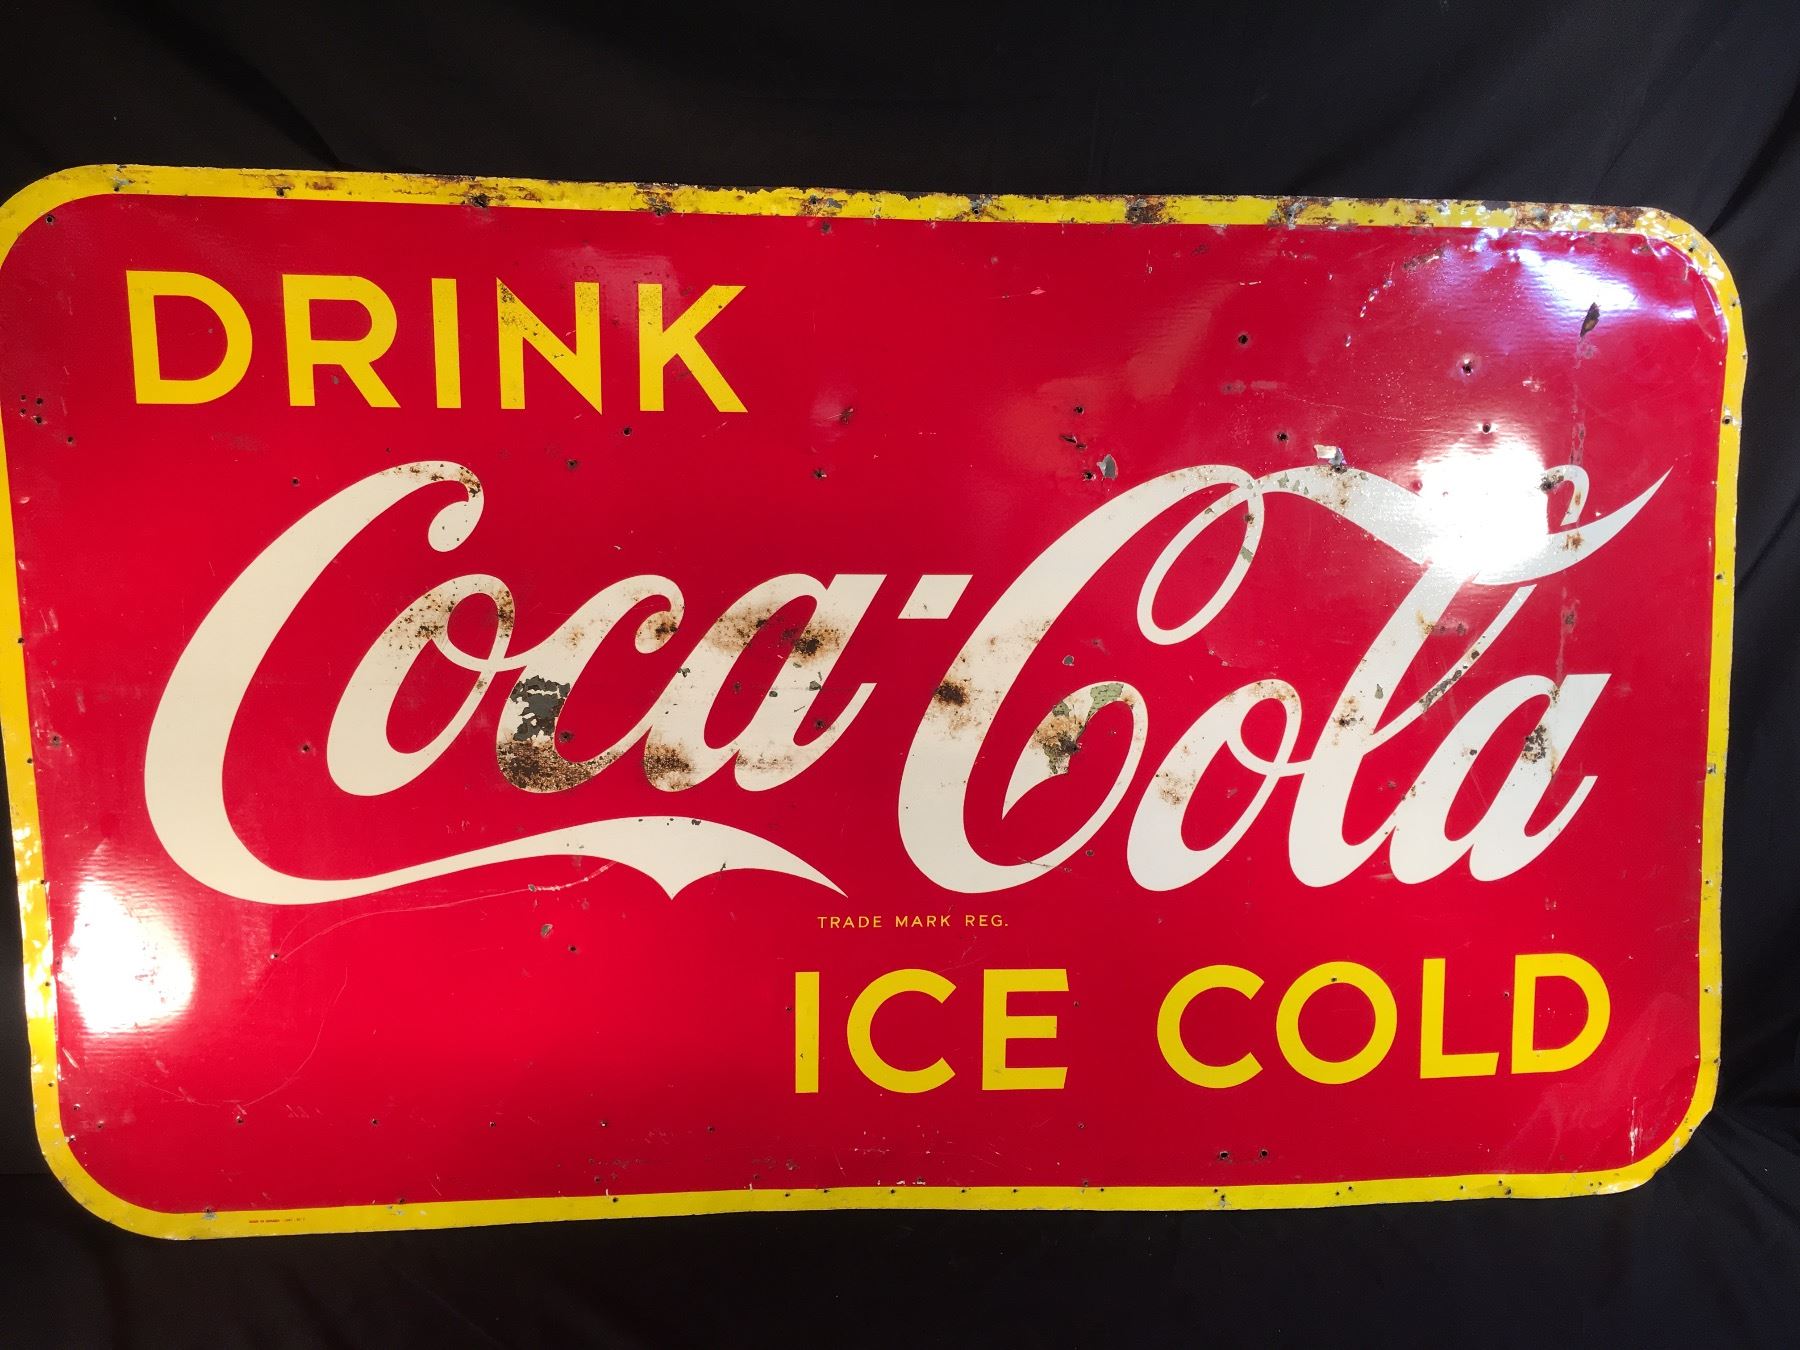 DRINK
Coca-Cola
TRADE MARK REG.
ICE COLD